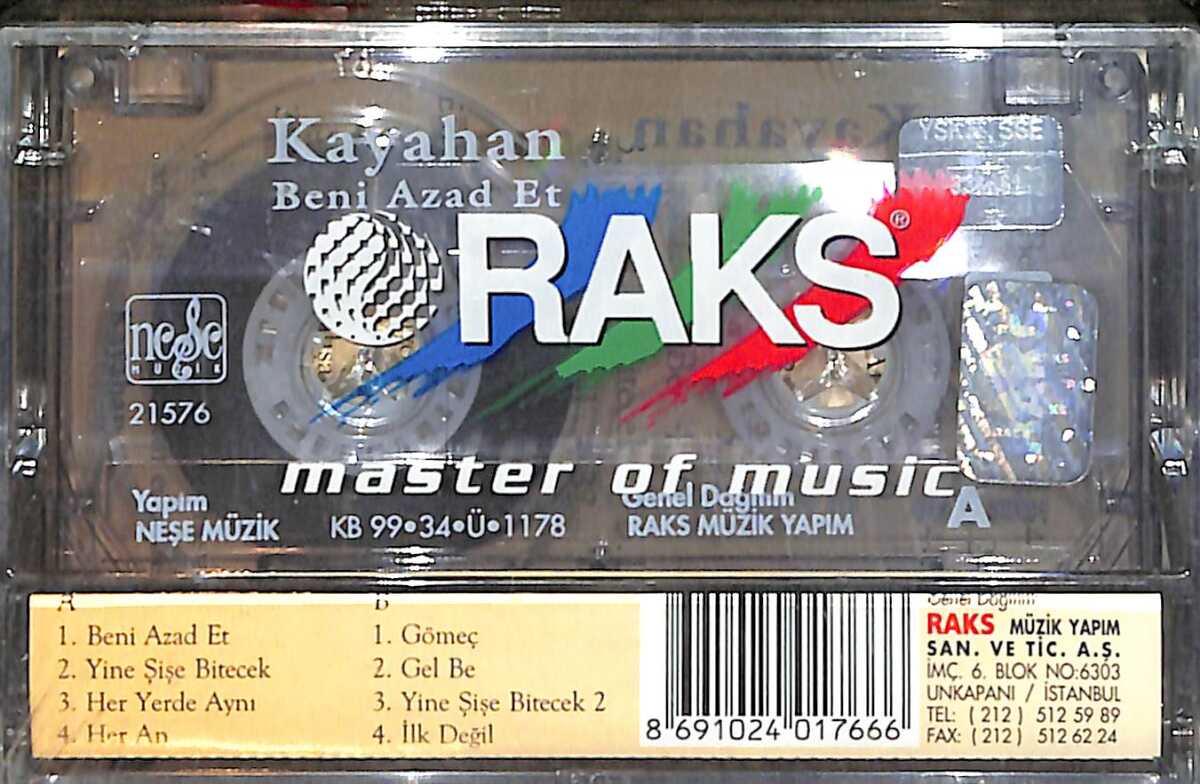 Kayahan
Beni Azad Et
RAKS®
neşe
MÜZİK
21576
master of music
Yapım
NEŞE MÜZİK
KB 99•34•Ü•1178
Genel Dağıtım
RAKS MÜZİK YAPIM
A
A
1. Beni Azad Et
2. Yine Şişe Bitecek
3. Her Yerde Aynı
4. Her An
B
1. Gömeç
2. Gel Be
3. Yine Şişe Bitecek 2
4. İlk Değil
8 691024 017666
Genel Dağıtım
RAKS MÜZİK YAPIM
SAN. VE TİC. A.Ş.
İMÇ. 6. BLOK NO:6303
UNKAPANI / İSTANBUL
TEL: (212) 512 59 89
FAX: (212) 512 62 24